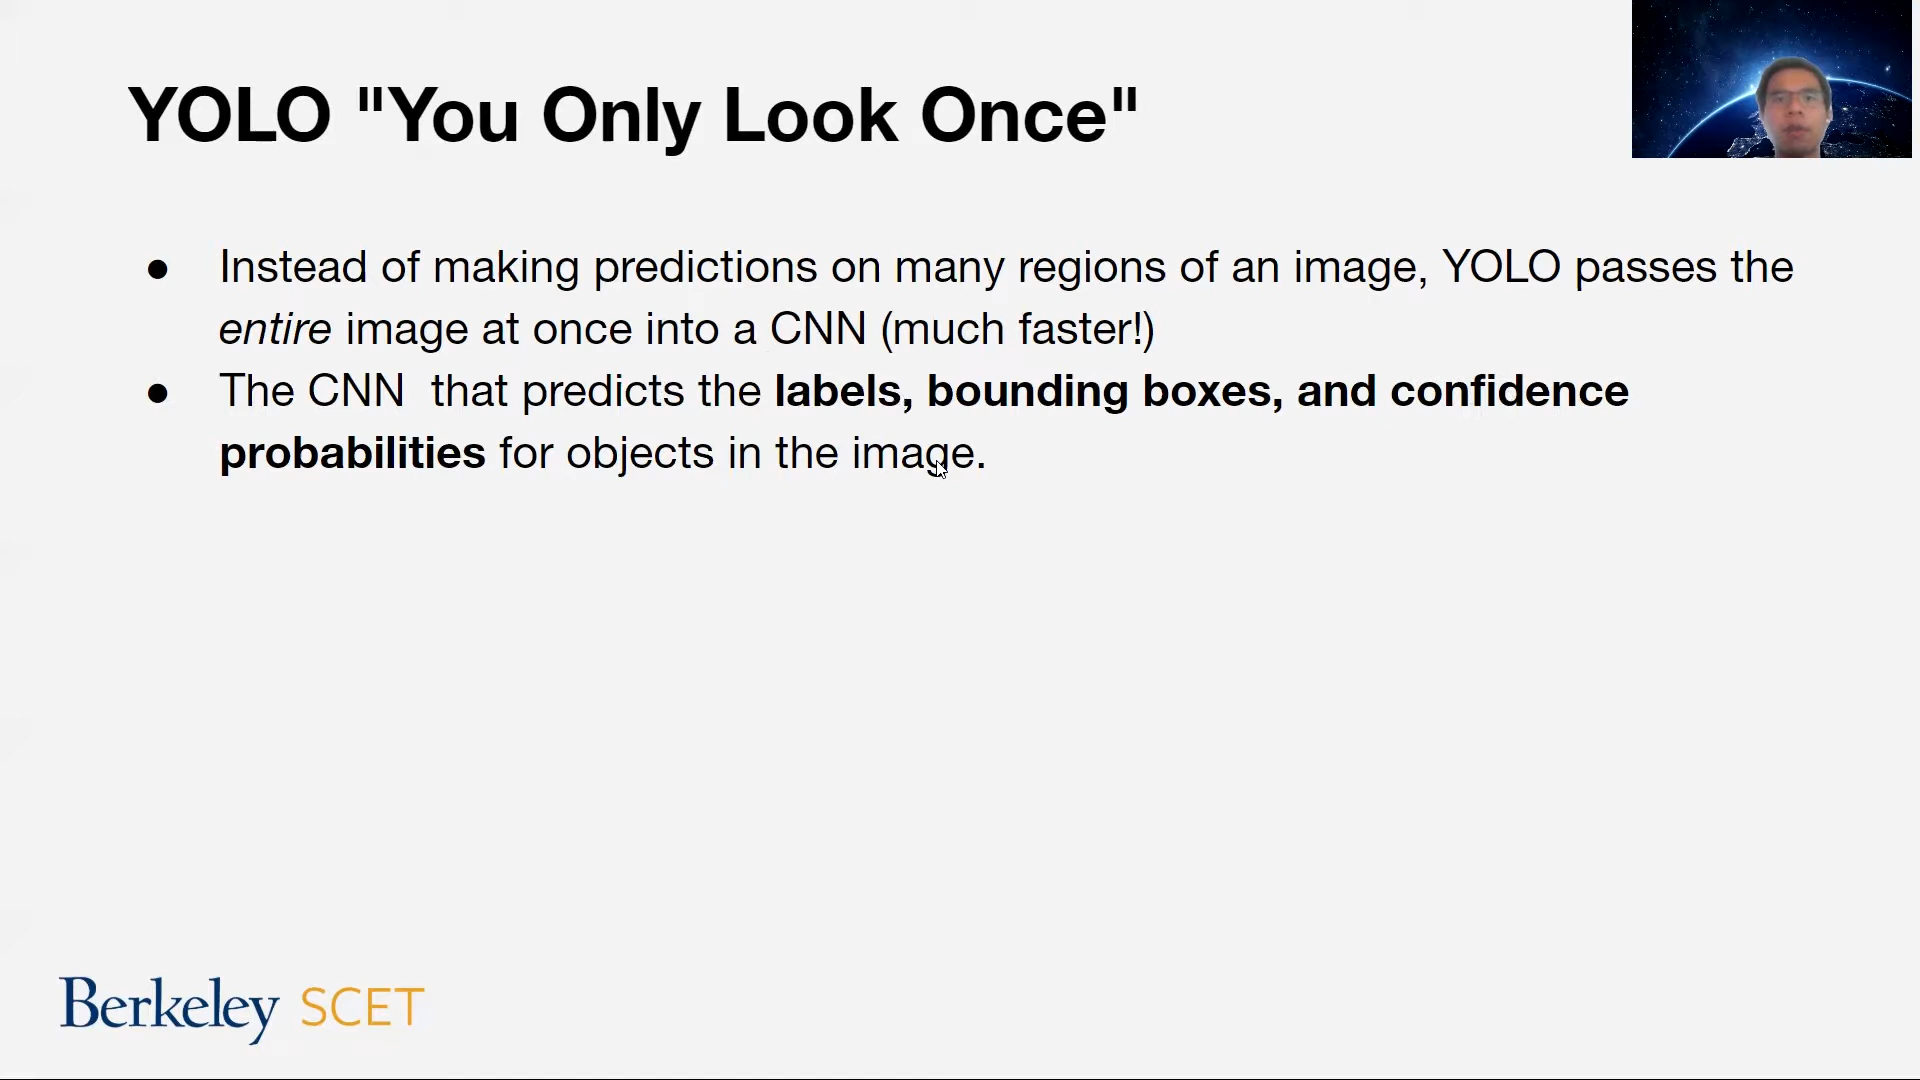 YOLO "You Only Look Once"
● Instead of making predictions on many regions of an image, YOLO passes the
entire image at once into a CNN (much faster!)
● The CNN  that predicts the labels, bounding boxes, and confidence
probabilities for objects in the image.
Berkeley SCET